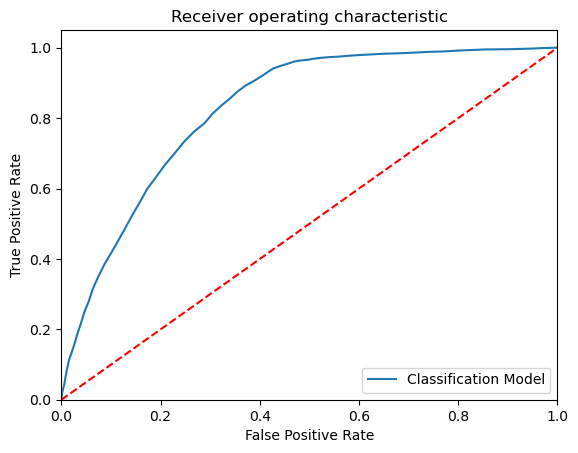 Receiver operating characteristic
True Positive Rate
1.0
0.8
0.6
0.4
0.2
0.0
Classification Model
0.0 0.2 0.4 0.6 0.8 1.0
False Positive Rate